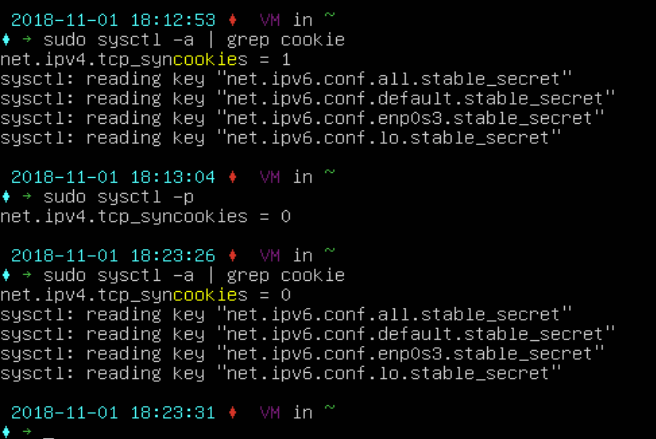 2018-11-01 18:12:53 ♦ VM in ~
♦ → sudo sysctl -a | grep cookie
net.ipv4.tcp_syncookies = 1
sysctl: reading key "net.ipv6.conf.all.stable_secret"
sysctl: reading key "net.ipv6.conf.default.stable_secret"
sysctl: reading key "net.ipv6.conf.enp0s3.stable_secret"
sysctl: reading key "net.ipv6.conf.lo.stable_secret"
2018-11-01 18:13:04 ♦ VM in ~
♦ → sudo sysctl -p
net.ipv4.tcp_syncookies = 0
2018-11-01 18:23:26 ♦ VM in ~
♦ → sudo sysctl -a | grep cookie
net.ipv4.tcp_syncookies = 0
sysctl: reading key "net.ipv6.conf.all.stable_secret"
sysctl: reading key "net.ipv6.conf.default.stable_secret"
sysctl: reading key "net.ipv6.conf.enp0s3.stable_secret"
sysctl: reading key "net.ipv6.conf.lo.stable_secret"
2018-11-01 18:23:31 ♦ VM in ~
♦ → _